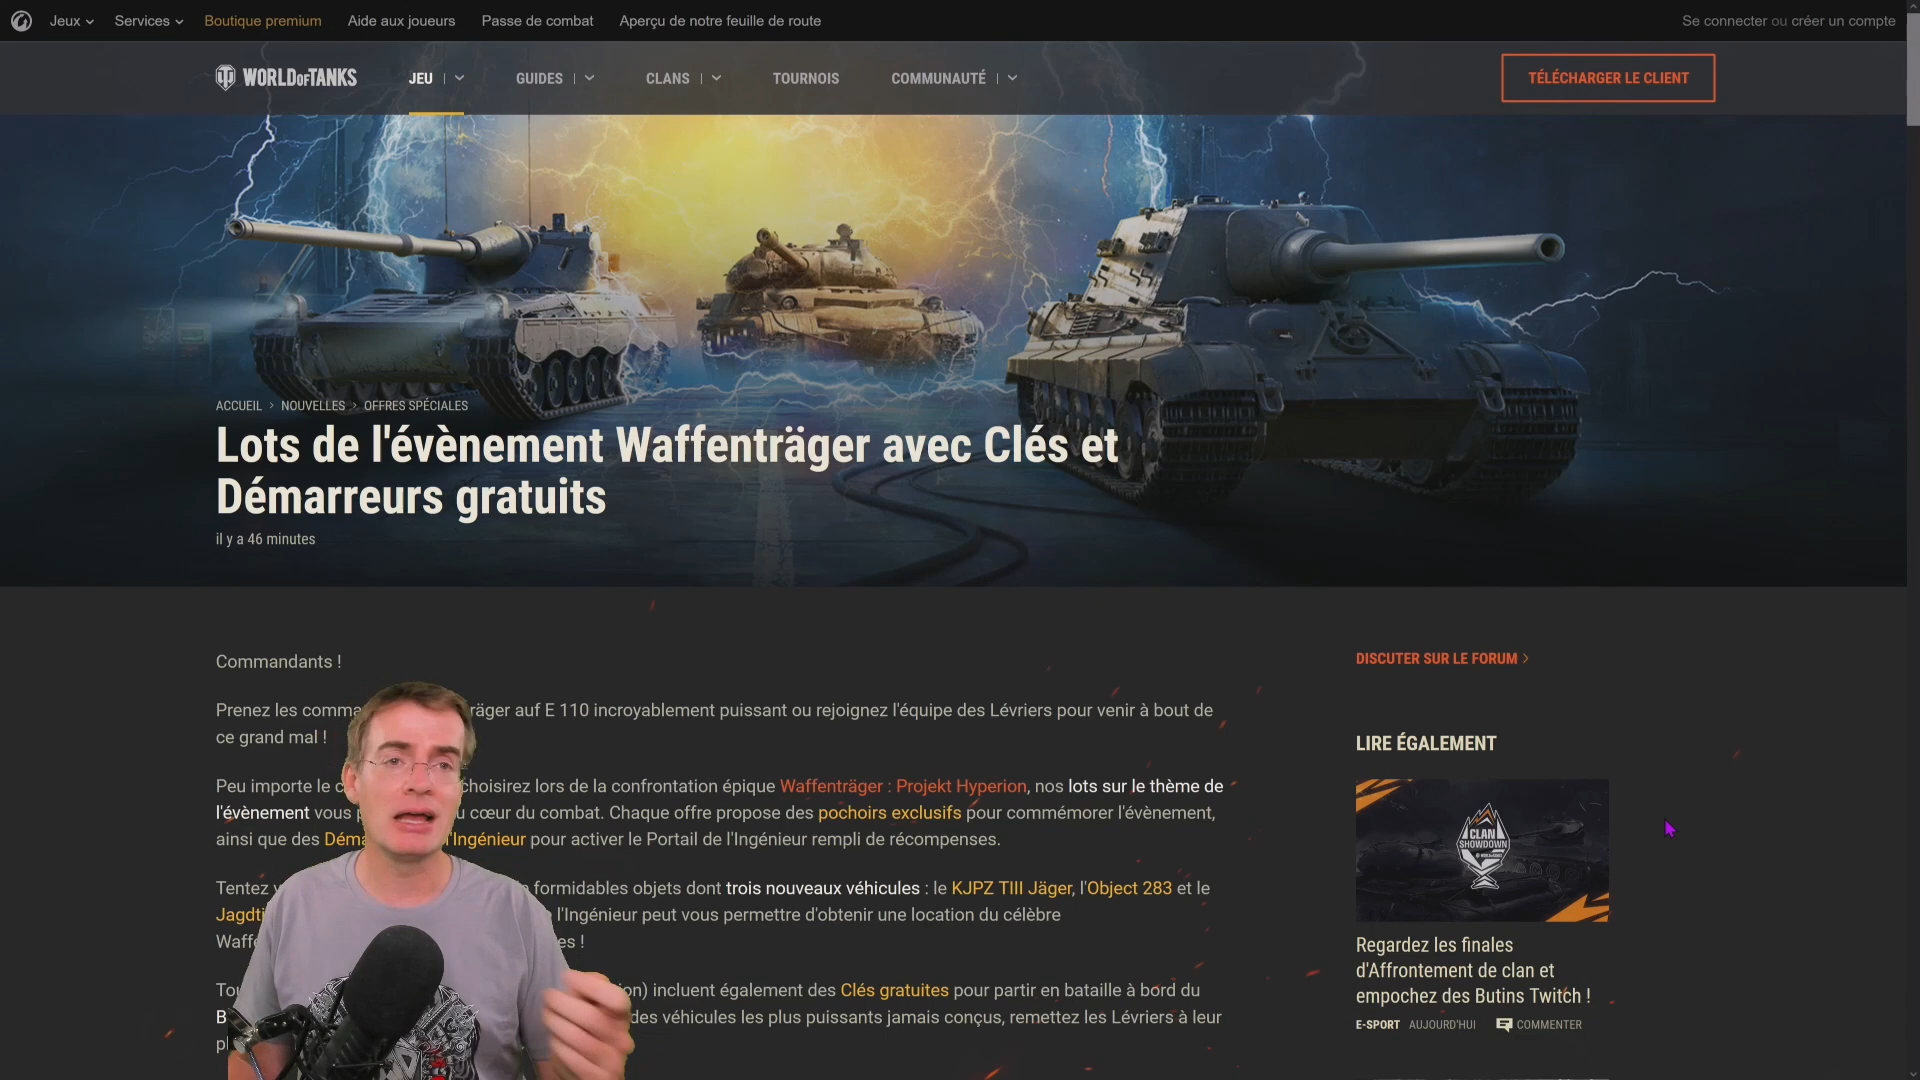 Jeux Services Boutique premium Aide aux joueurs Passe de combat Aperçu de notre feuille de route Se connecter ou créer un compte
WORLD OF TANKS JEU GUIDES CLANS TOURNOIS COMMUNAUTÉ TÉLÉCHARGER LE CLIENT
ACCUEIL > NOUVELLES > OFFRES SPÉCIALES
Lots de l'évènement Waffenträger avec Clés et
Démarreurs gratuits
il y a 46 minutes
Commandants !
Prenez les comma räger auf E 110 incroyablement puissant ou rejoignez l'équipe des Lévriers pour venir à bout de
ce grand mal !
Peu importe le c choisirez lors de la confrontation épique Waffenträger : Projekt Hyperion, nos lots sur le thème de
l'évènement vous p u cœur du combat. Chaque offre propose des pochoirs exclusifs pour commémorer l'évènement,
ainsi que des Déma l'Ingénieur pour activer le Portail de l'Ingénieur rempli de récompenses.
Tentez v formidables objets dont trois nouveaux véhicules : le KJPZ TIII Jäger, l'Object 283 et le
Jagdti l'Ingénieur peut vous permettre d'obtenir une location du célèbre
Waffe es !
Tou on) incluent également des Clés gratuites pour partir en bataille à bord du
B des véhicules les plus puissants jamais conçus, remettez les Lévriers à leur
pl
DISCUTER SUR LE FORUM >
LIRE ÉGALEMENT
CLAN
SHOWDOWN
WORLD OF TANKS
Regardez les finales
d'Affrontement de clan et
empochez des Butins Twitch !
E-SPORT AUJOURD'HUI COMMENTER